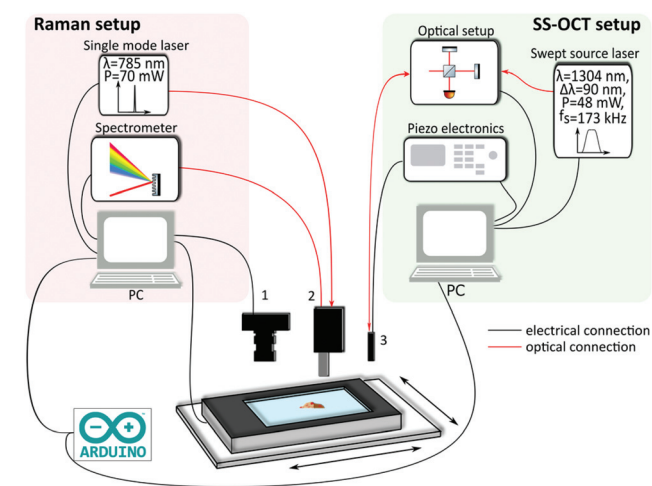 Raman setup
Single mode laser
λ=785 nm
P=70 mW
Spectrometer
PC
SS-OCT setup
Optical setup
Swept source laser
λ=1304 nm,
Δλ=90 nm,
P=48 mW,
fs=173 kHz
Piezo electronics
PC
1
2
3
electrical connection
optical connection
ARDUINO